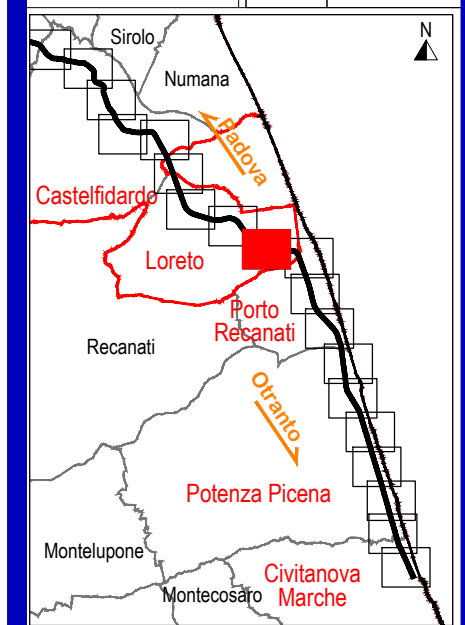 Sirolo
N
Numana
Padova
Castelfidardo
Loreto
Porto
Recanati
Recanati
Otranto
Potenza Picena
Montelupone
Montecosaro
Civitanova
Marche